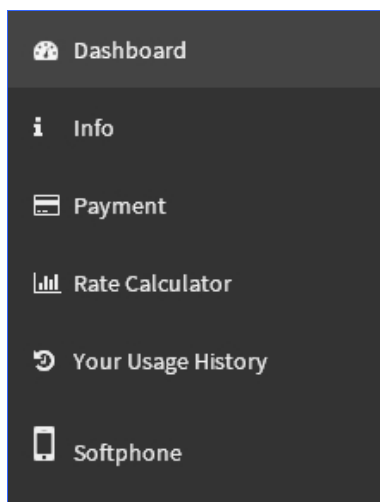 Dashboard
Info
Payment
Rate Calculator
Your Usage History
Softphone